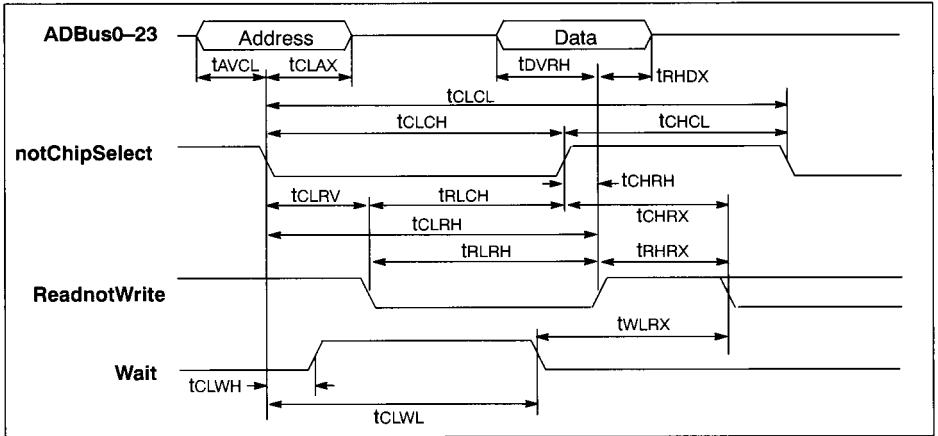 ADBus0–23
Address
Data
tAVCL
tCLAX
tDVRH
tRHDX
tCLCL
tCLCH
tCHCL
notChipSelect
tCHRH
tCLRV
tRLCH
tCHRX
tCLRH
tRLRH
tRHRX
ReadnotWrite
tWLRX
Wait
tCLWH
tCLWL